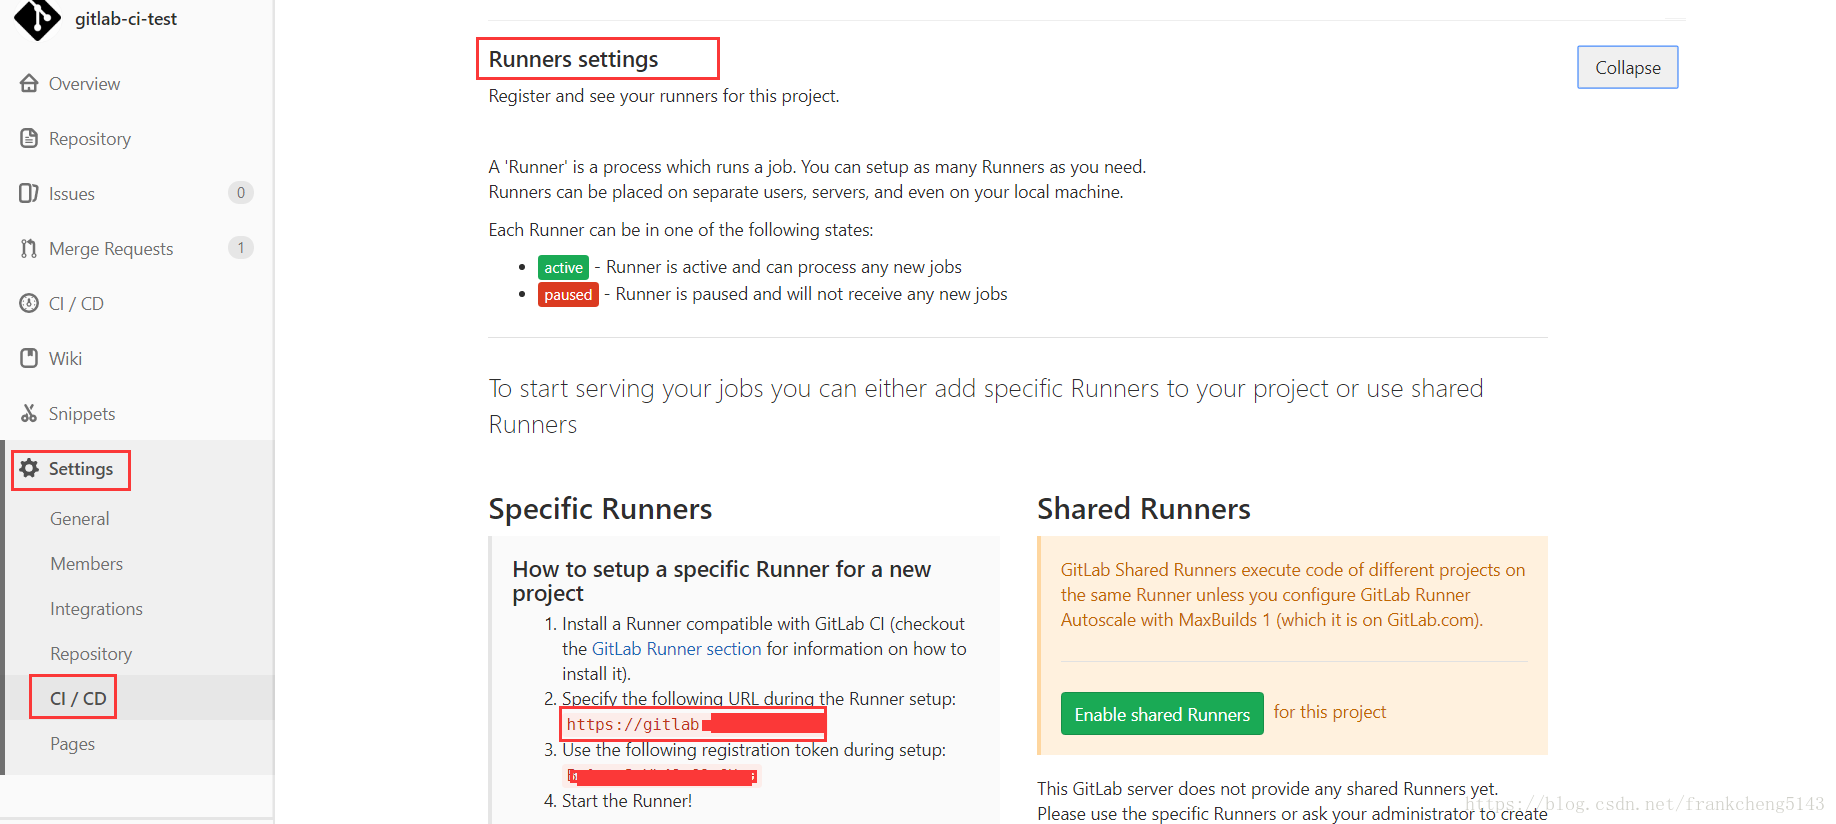 gitlab-ci-test
Overview
Repository
Issues 0
Merge Requests 1
CI / CD
Wiki
Snippets
Settings
General
Members
Integrations
Repository
CI / CD
Pages
Runners settings
Collapse
Register and see your runners for this project.
A 'Runner' is a process which runs a job. You can setup as many Runners as you need.
Runners can be placed on separate users, servers, and even on your local machine.
Each Runner can be in one of the following states:
• active - Runner is active and can process any new jobs
• paused - Runner is paused and will not receive any new jobs
To start serving your jobs you can either add specific Runners to your project or use shared
Runners
Specific Runners
How to setup a specific Runner for a new
project
1. Install a Runner compatible with GitLab CI (checkout
the GitLab Runner section for information on how to
install it).
2. Specify the following URL during the Runner setup:
https://gitlab
3. Use the following registration token during setup:
4. Start the Runner!
Shared Runners
GitLab Shared Runners execute code of different projects on
the same Runner unless you configure GitLab Runner
Autoscale with MaxBuilds 1 (which it is on GitLab.com).
Enable shared Runners for this project
This GitLab server does not provide any shared Runners yet.
Please use the specific Runners or ask your administrator to create
https://blog.csdn.net/frankcheng5143